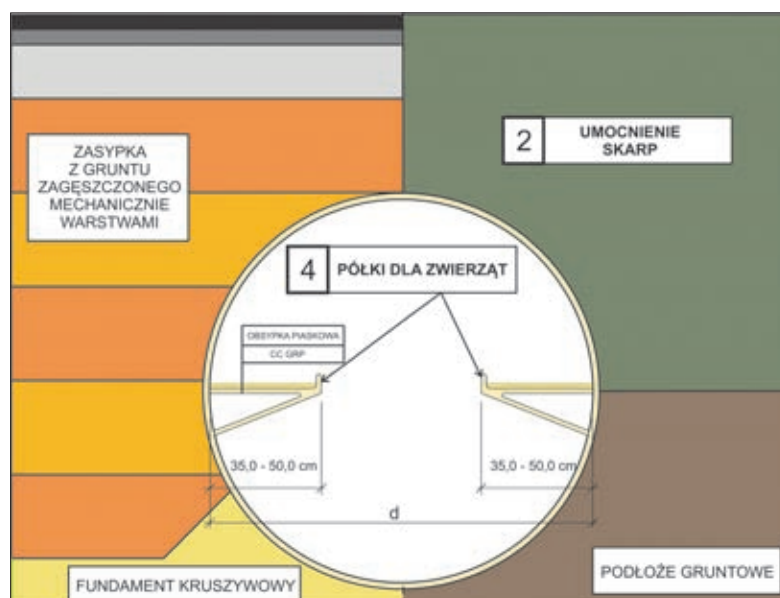 ZASYPKA
Z GRUNTU
ZAGĘSZCZONEGO
MECHANICZNIE
WARSTWAMI
2
UMOCNIENIE
SKARP
4
PÓŁKI DLA ZWIERZĄT
OBSYPKA PIASKOWA
CC GRP
35,0 - 50,0 cm
35,0 - 50,0 cm
d
FUNDAMENT KRUSZYWOWY
PODŁOŻE GRUNTOWE